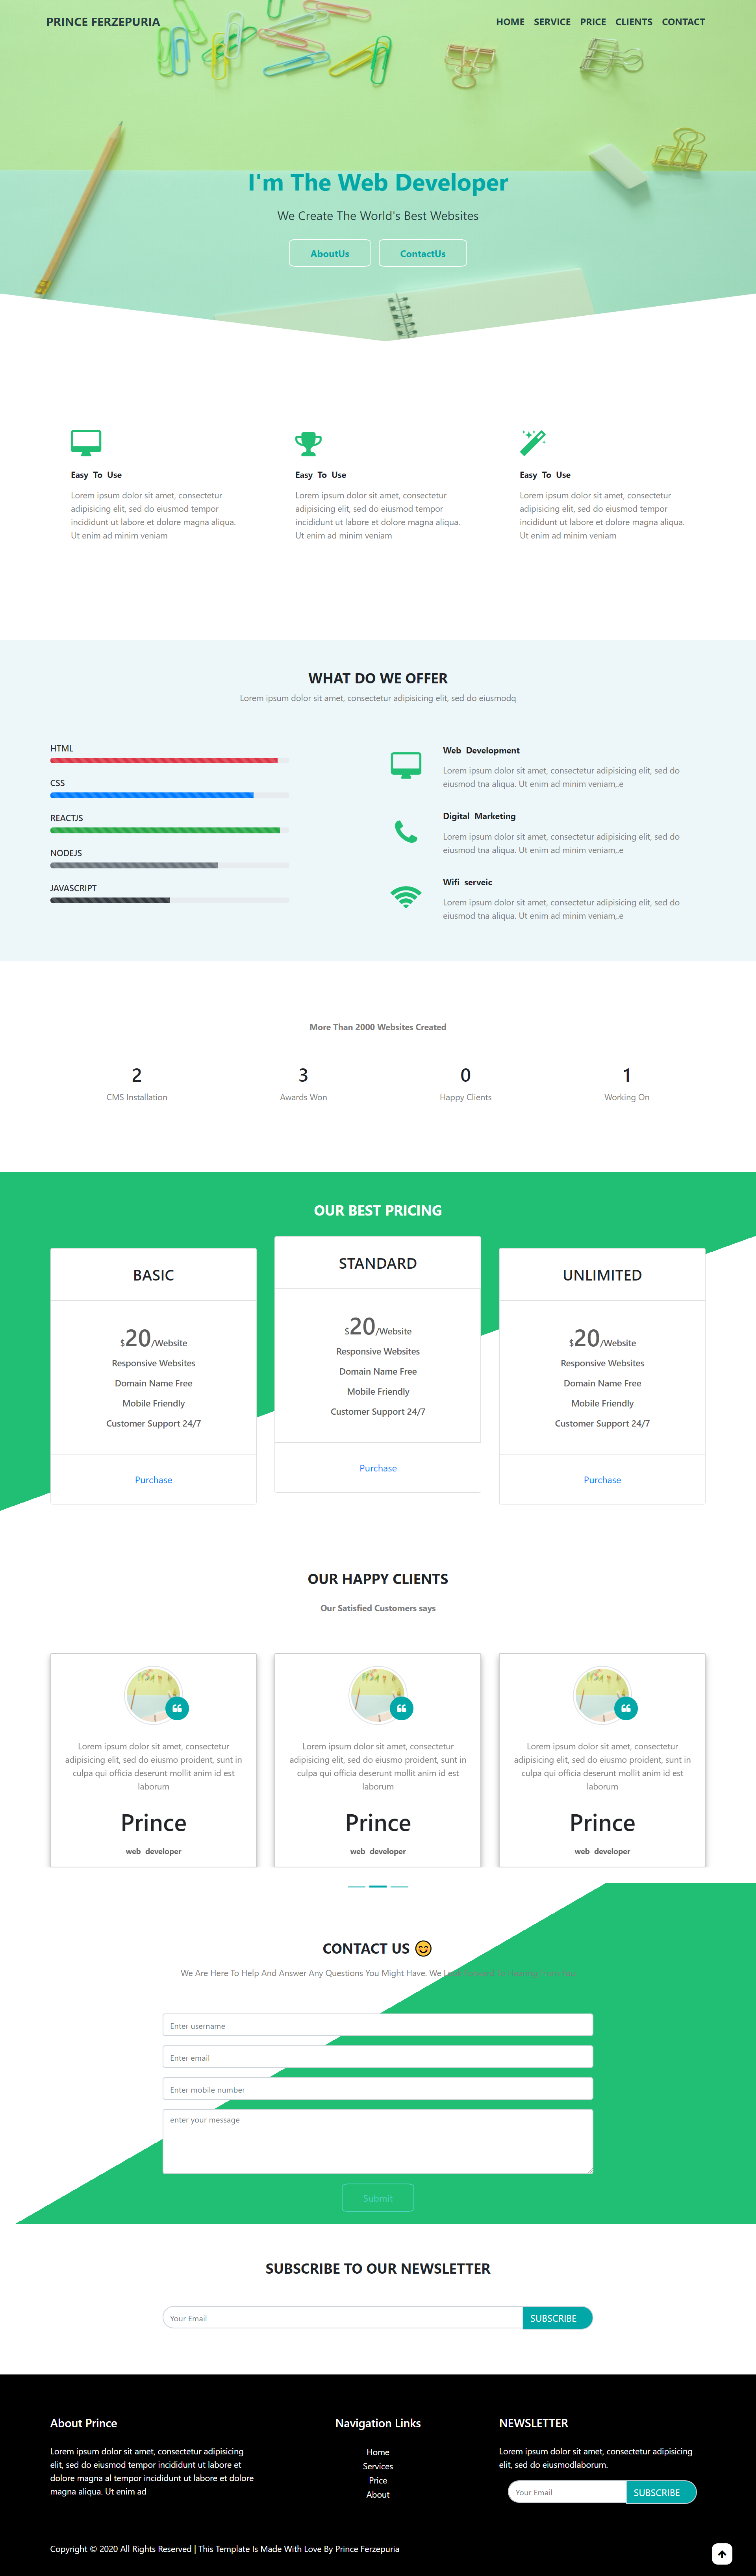 PRINCE FERZEPURIA
HOME SERVICE PRICE CLIENTS CONTACT
I'm The Web Developer
We Create The World's Best Websites
AboutUs ContactUs
Easy To Use
Lorem ipsum dolor sit amet, consectetur
adipisicing elit, sed do eiusmod tempor
incididunt ut labore et dolore magna aliqua.
Ut enim ad minim veniam
Easy To Use
Lorem ipsum dolor sit amet, consectetur
adipisicing elit, sed do eiusmod tempor
incididunt ut labore et dolore magna aliqua.
Ut enim ad minim veniam
Easy To Use
Lorem ipsum dolor sit amet, consectetur
adipisicing elit, sed do eiusmod tempor
incididunt ut labore et dolore magna aliqua.
Ut enim ad minim veniam
WHAT DO WE OFFER
Lorem ipsum dolor sit amet, consectetur adipisicing elit, sed do eiusmodq
HTML
CSS
REACTJS
NODEJS
JAVASCRIPT
Web Development
Lorem ipsum dolor sit amet, consectetur adipisicing elit, sed do
eiusmod tna aliqua. Ut enim ad minim veniam,.e
Digital Marketing
Lorem ipsum dolor sit amet, consectetur adipisicing elit, sed do
eiusmod tna aliqua. Ut enim ad minim veniam,.e
Wifi serveic
Lorem ipsum dolor sit amet, consectetur adipisicing elit, sed do
eiusmod tna aliqua. Ut enim ad minim veniam,.e
More Than 2000 Websites Created
2
CMS Installation
3
Awards Won
0
Happy Clients
1
Working On
OUR BEST PRICING
BASIC
$20/Website
Responsive Websites
Domain Name Free
Mobile Friendly
Customer Support 24/7
Purchase
STANDARD
$20/Website
Responsive Websites
Domain Name Free
Mobile Friendly
Customer Support 24/7
Purchase
UNLIMITED
$20/Website
Responsive Websites
Domain Name Free
Mobile Friendly
Customer Support 24/7
Purchase
OUR HAPPY CLIENTS
Our Satisfied Customers says
Lorem ipsum dolor sit amet, consectetur
adipisicing elit, sed do eiusmo proident, sunt in
culpa qui officia deserunt mollit anim id est
laborum
Prince
web developer
Lorem ipsum dolor sit amet, consectetur
adipisicing elit, sed do eiusmo proident, sunt in
culpa qui officia deserunt mollit anim id est
laborum
Prince
web developer
Lorem ipsum dolor sit amet, consectetur
adipisicing elit, sed do eiusmo proident, sunt in
culpa qui officia deserunt mollit anim id est
laborum
Prince
web developer
CONTACT US 😊
We Are Here To Help And Answer Any Questions You Might Have. We
Enter username
Enter email
Enter mobile number
enter your message
Submit
SUBSCRIBE TO OUR NEWSLETTER
Your Email SUBSCRIBE
About Prince
Lorem ipsum dolor sit amet, consectetur adipisicing
elit, sed do eiusmod tempor incididunt ut labore et
dolore magna al tempor incididunt ut labore et dolore
magna aliqua. Ut enim ad
Navigation Links
Home
Services
Price
About
NEWSLETTER
Lorem ipsum dolor sit amet, consectetur adipisicing
elit, sed do eiusmodlaborum.
Your Email SUBSCRIBE
Copyright © 2020 All Rights Reserved | This Template Is Made With Love By Prince Ferzepuria